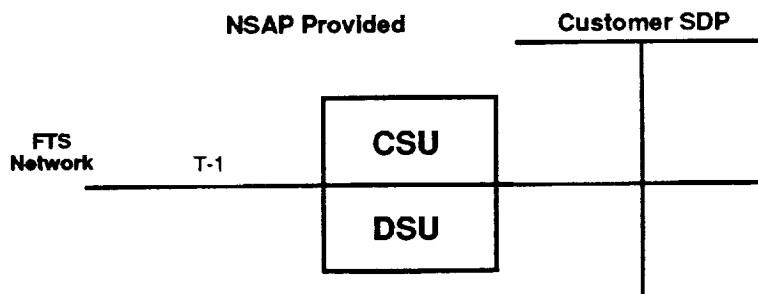 NSAP Provided
Customer SDP
FTS
Network
T-1
CSU
DSU